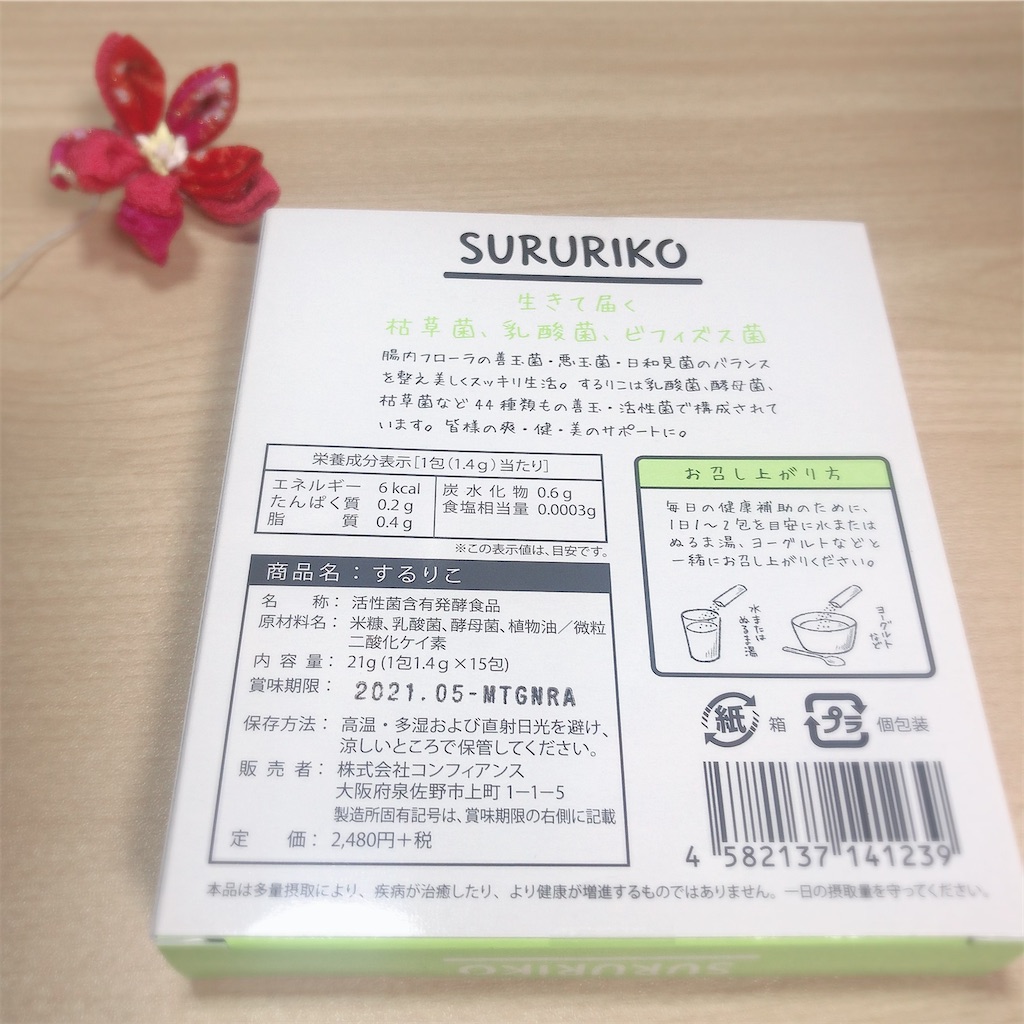 SURURIKO
生きて届く
枯草菌、乳酸菌、ビフィズス菌
腸内フローラの善玉菌・悪玉菌・日和見菌のバランス
を整え美しくスッキリ生活。するりこは乳酸菌、酵母菌、
枯草菌など44種類もの善玉・活性菌で構成されて
います。皆様の爽・健・美のサポートに。
栄養成分表示[1包(1.4g)当たり]
エネルギー 6kcal
たんぱく質 0.2g
脂質 0.4g
炭水化物 0.6g
食塩相当量 0.0003g
※この表示値は、目安です。
商品名：するりこ
名称：活性菌含有発酵食品
原材料名：米糠、乳酸菌、酵母菌、植物油／微粒
二酸化ケイ素
内容量：21g(1包1.4g×15包)
賞味期限：2021.05-MTGNRA
保存方法：高温・多湿および直射日光を避け、
涼しいところで保管してください。
販売者：株式会社コンフィアンス
大阪府泉佐野市上町1-1-5
製造所固有記号は、賞味期限の右側に記載
定価：2,480円＋税
お召し上がり方
毎日の健康補助のために、
1日1〜2包を目安に水または
ぬるま湯、ヨーグルトなどと
一緒にお召し上がりください。
水または
ぬるま湯
ヨーグルト
など
紙 箱
プラ 個包装
4 582137 141239
本品は多量摂取により、疾病が治癒したり、より健康が増進するものではありません。一日の摂取量を守ってください。
SURURIKO